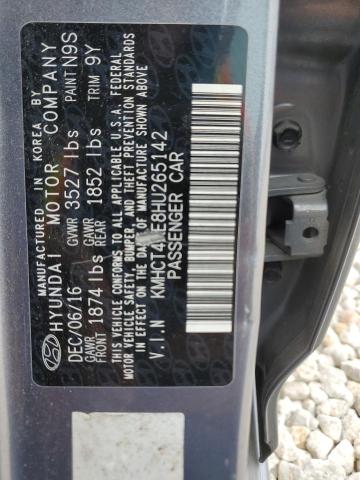 MANUFACTURED IN KOREA BY
HYUNDAI MOTOR COMPANY
DEC/06/16 GVWR 3527 lbs PAINT N9S
GAWR FRONT 1874 lbs GAWR REAR 1852 lbs TRIM 9Y
THIS VEHICLE CONFORMS TO ALL APPLICABLE U.S.A. FEDERAL
MOTOR VEHICLE SAFETY, BUMPER, AND THEFT PREVENTION STANDARDS
IN EFFECT ON THE DATE OF MANUFACTURE SHOWN ABOVE
V.I.N KMHCT4AE8HU265142
PASSENGER CAR